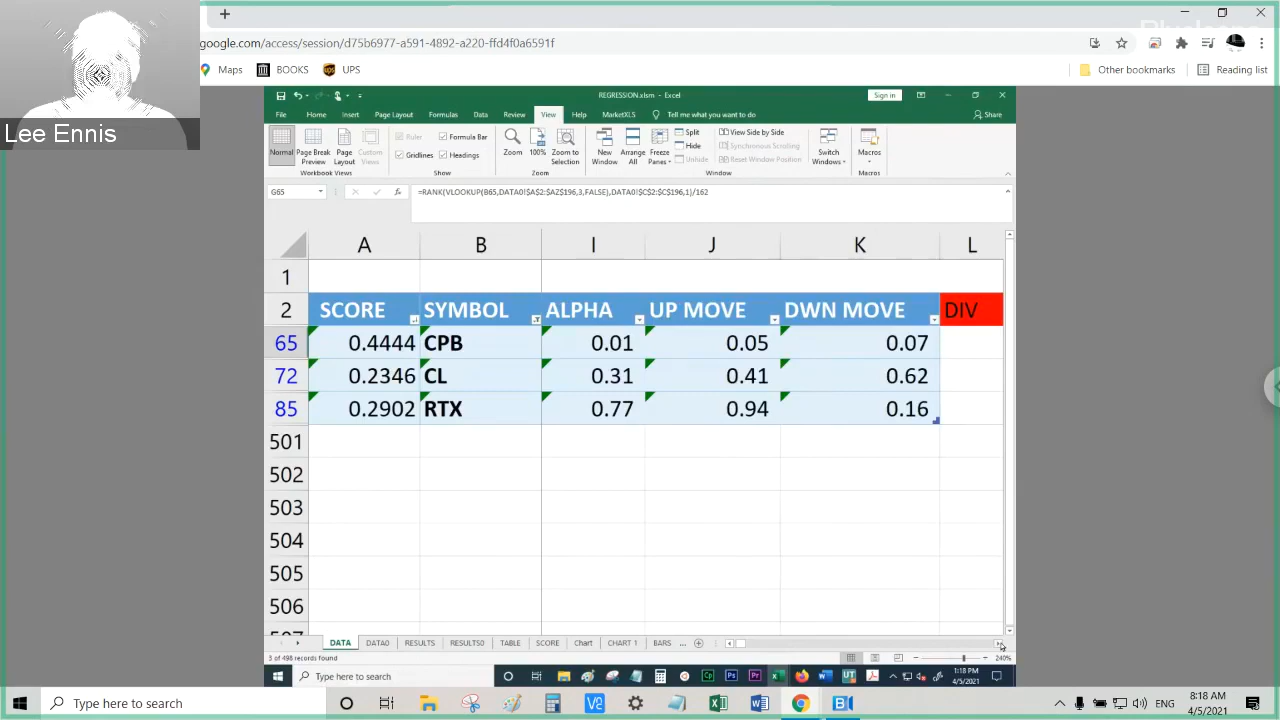 google.com/access/session/d75b6977-a591-4892-a220-ffd4f0a6591f
Maps BOOKS UPS Other bookmarks Reading list
Lee Ennis
REGRESSION.xlsm - Excel Sign in
File Home Insert Page Layout Formulas Data Review View Help MarketXLS Tell me what you want to do Share
Normal Page Break Preview Page Layout Custom Views
Ruler Formula Bar
Gridlines Headings
Zoom 100% Zoom to Selection
New Window Arrange All Freeze Panes
Split
Hide
Unhide
View Side by Side
Synchronous Scrolling
Reset Window Position
Switch Windows Macros
Workbook Views Show Zoom Window Macros
G65 fx =RANK(VLOOKUP(B65,DATA0!$A$2:$AZ$196,3,FALSE),DATA0!$C$2:$C$196,1)/162
A B I J K L
1
2 SCORE SYMBOL ALPHA UP MOVE DWN MOVE DIV
65 0.4444 CPB 0.01 0.05 0.07
72 0.2346 CL 0.31 0.41 0.62
85 0.2902 RTX 0.77 0.94 0.16
501
502
503
504
505
506
DATA DATA0 RESULTS RESULTS0 TABLE SCORE Chart CHART 1 BARS ...
3 of 498 records found 240%
Type here to search 1:18 PM
4/5/2021
Type here to search ENG 8:18 AM
4/5/2021